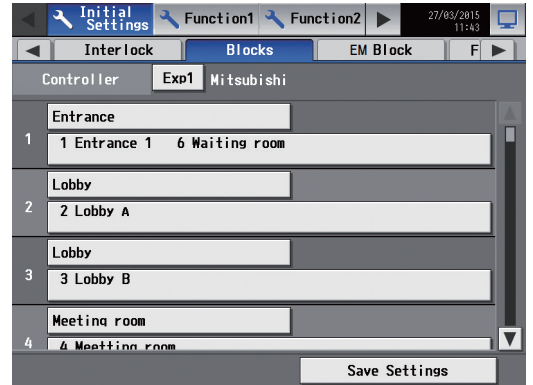 Initial Settings Function1 Function2 27/03/2015 11:43
Interlock Blocks EM Block F
Controller Exp1 Mitsubishi
Entrance
1 1 Entrance 1 6 Waiting room
Lobby
2 2 Lobby A
Lobby
3 3 Lobby B
Meeting room
4 4 Meetting room
Save Settings